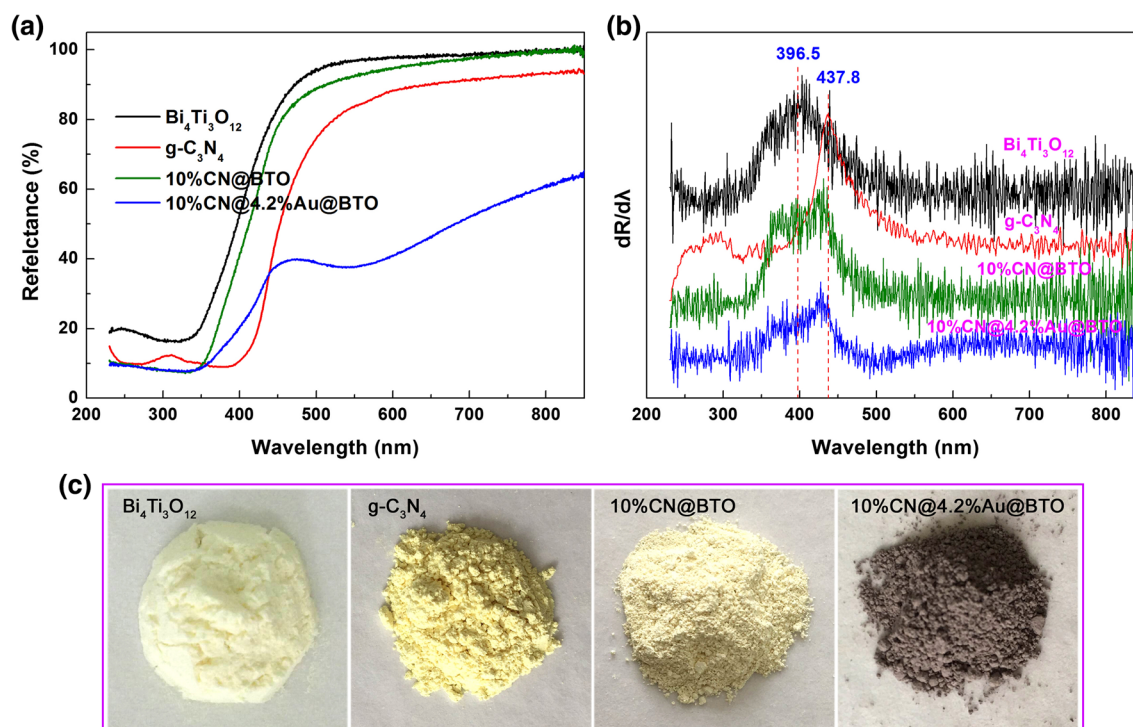 (a)
100
80
60
40
20
0
Refelctance (%)
200 300 400 500 600 700 800
Wavelength (nm)
Bi₄Ti₃O₁₂
g-C₃N₄
10%CN@BTO
10%CN@4.2%Au@BTO
(b)
396.5
437.8
dR/dλ
Bi₄Ti₃O₁₂
g-C₃N₄
10%CN@BTO
10%CN@4.2%Au@BTO
200 300 400 500 600 700 800
Wavelength (nm)
(c)
Bi₄Ti₃O₁₂
g-C₃N₄
10%CN@BTO
10%CN@4.2%Au@BTO